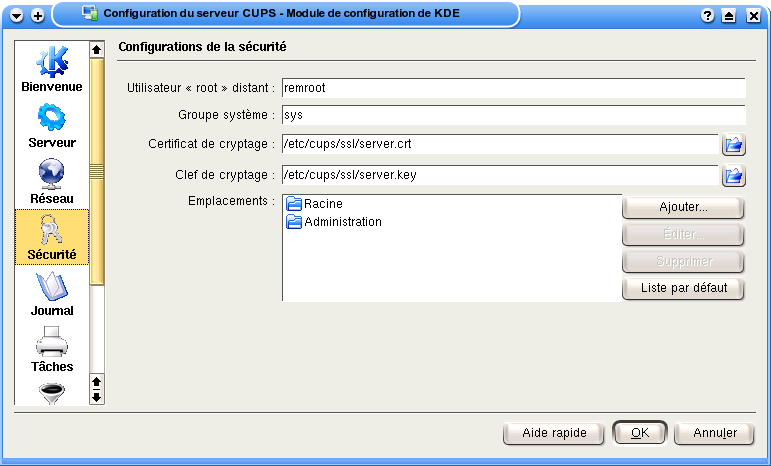 Configuration du serveur CUPS - Module de configuration de KDE
Bienvenue
Serveur
Réseau
Sécurité
Journal
Tâches
Configurations de la sécurité
Utilisateur « root » distant : remroot
Groupe système : sys
Certificat de cryptage : /etc/cups/ssl/server.crt
Clef de cryptage : /etc/cups/ssl/server.key
Emplacements :
Racine
Administration
Ajouter...
Éditer...
Supprimer
Liste par défaut
Aide rapide
OK
Annuler